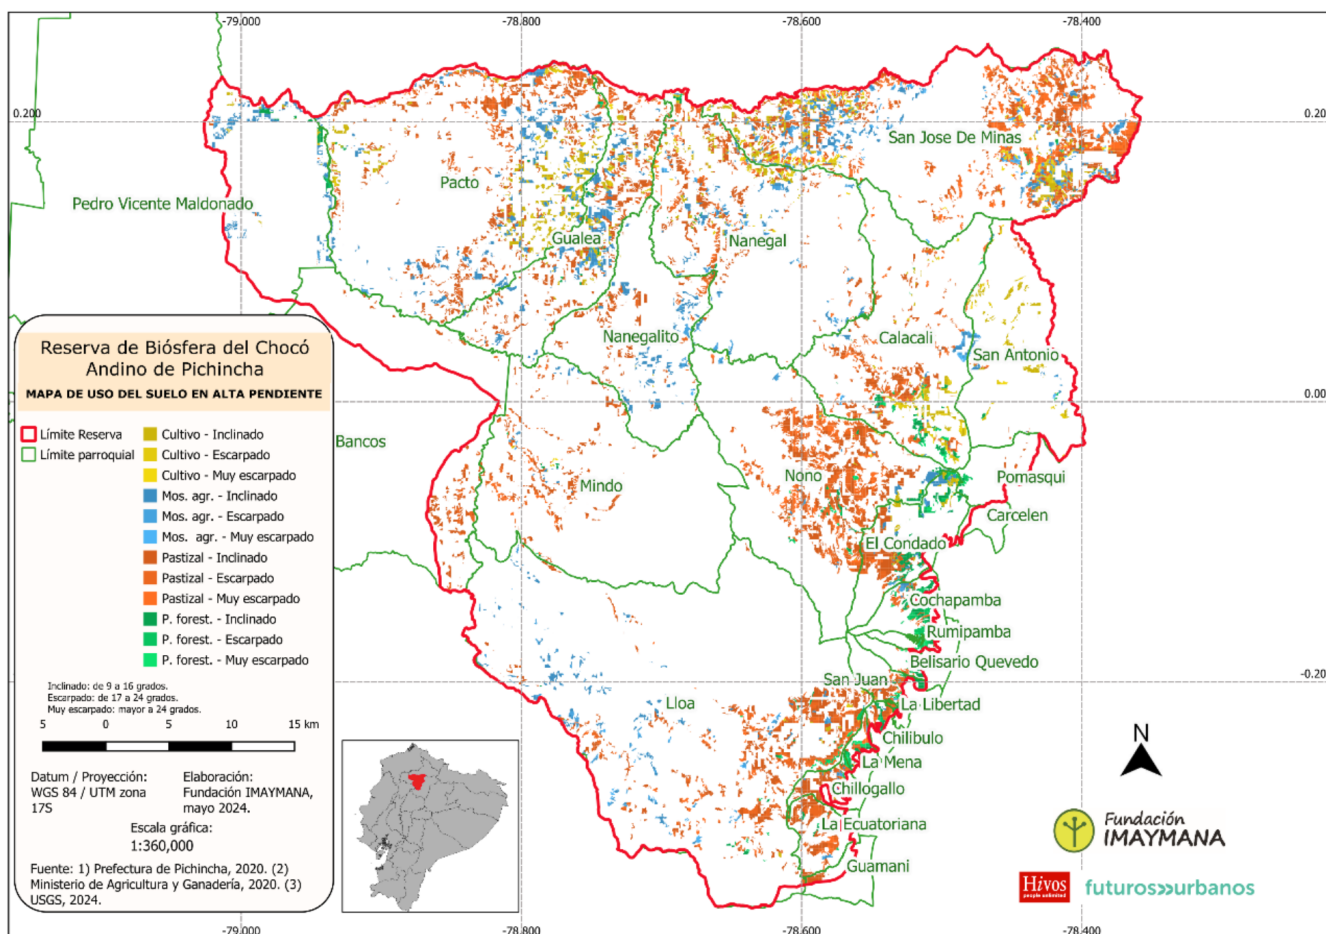 -79.000
-78.800
-78.600
-78.400
0.200
0.20
San Jose De Minas
Pacto
Pedro Vicente Maldonado
Gualea
Nanegal
Nanegalito
Calacali
San Antonio
0.00
Bancos
Mindo
Nono
Pomasqui
Carcelen
El Condado
Cochapamba
Rumipamba
Belisario Quevedo
San Juan
-0.20
Lloa
La Libertad
Chilibulo
La Mena
Chillogallo
La Ecuatoriana
Guamani
Reserva de Biósfera del Chocó
Andino de Pichincha
MAPA DE USO DEL SUELO EN ALTA PENDIENTE
Límite Reserva
Límite parroquial
Cultivo - Inclinado
Cultivo - Escarpado
Cultivo - Muy escarpado
Mos. agr. - Inclinado
Mos. agr. - Escarpado
Mos. agr. - Muy escarpado
Pastizal - Inclinado
Pastizal - Escarpado
Pastizal - Muy escarpado
P. forest. - Inclinado
P. forest. - Escarpado
P. forest. - Muy escarpado
Inclinado: de 9 a 16 grados.
Escarpado: de 17 a 24 grados.
Muy escarpado: mayor a 24 grados.
5 0 5 10 15 km
Datum / Proyección:
WGS 84 / UTM zona
17S
Elaboración:
Fundación IMAYMANA,
mayo 2024.
Escala gráfica:
1:360,000
Fuente: 1) Prefectura de Pichincha, 2020. (2)
Ministerio de Agricultura y Ganadería, 2020. (3)
USGS, 2024.
N
Fundación
IMAYMANA
Hivos
people unlimited
futuros»urbanos
-79.000
-78.800
-78.600
-78.400